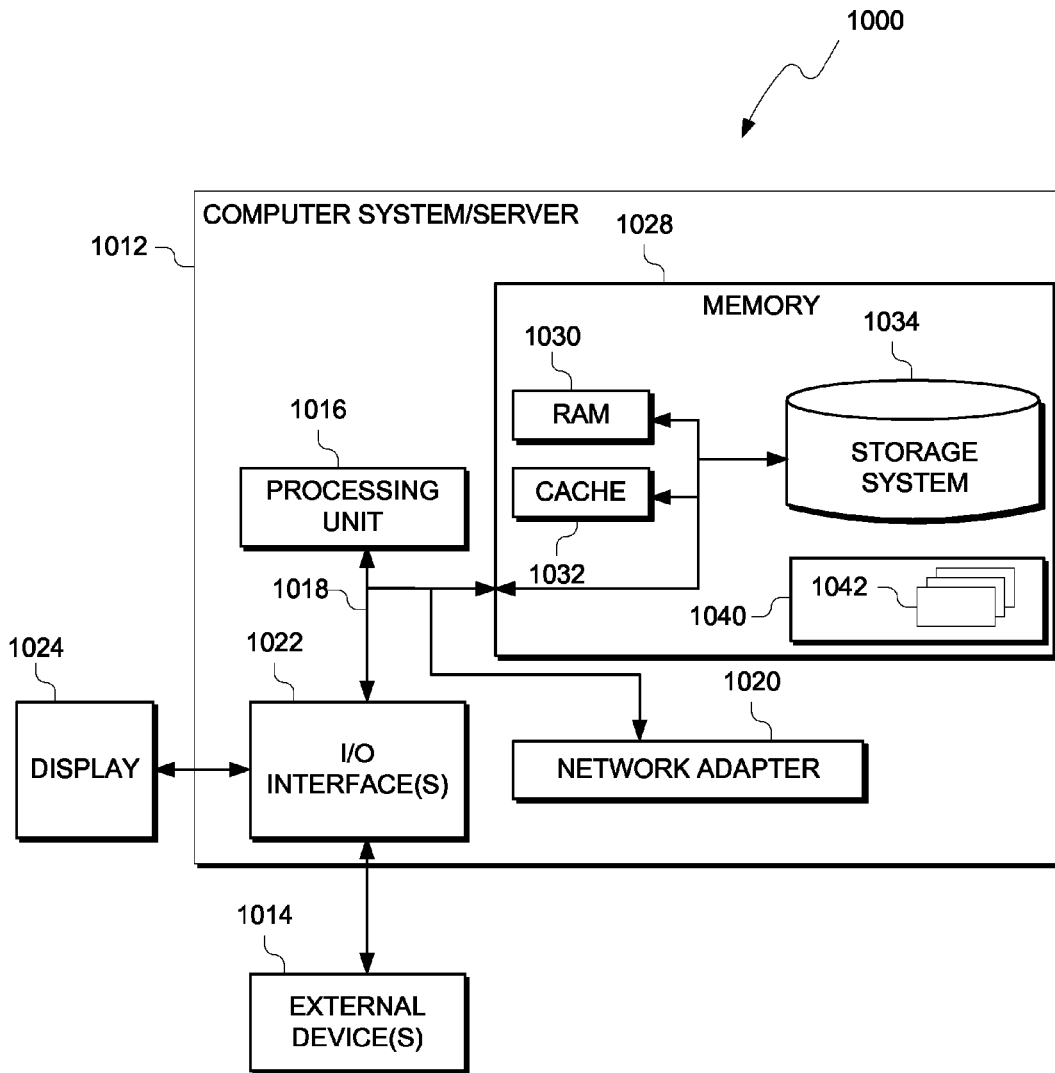 1000
COMPUTER SYSTEM/SERVER
1012
1028
MEMORY
1030
1034
RAM
STORAGE
SYSTEM
1016
PROCESSING
UNIT
CACHE
1032
1018
1042
1040
1024
1022
1020
DISPLAY
I/O
INTERFACE(S)
NETWORK ADAPTER
1014
EXTERNAL
DEVICE(S)